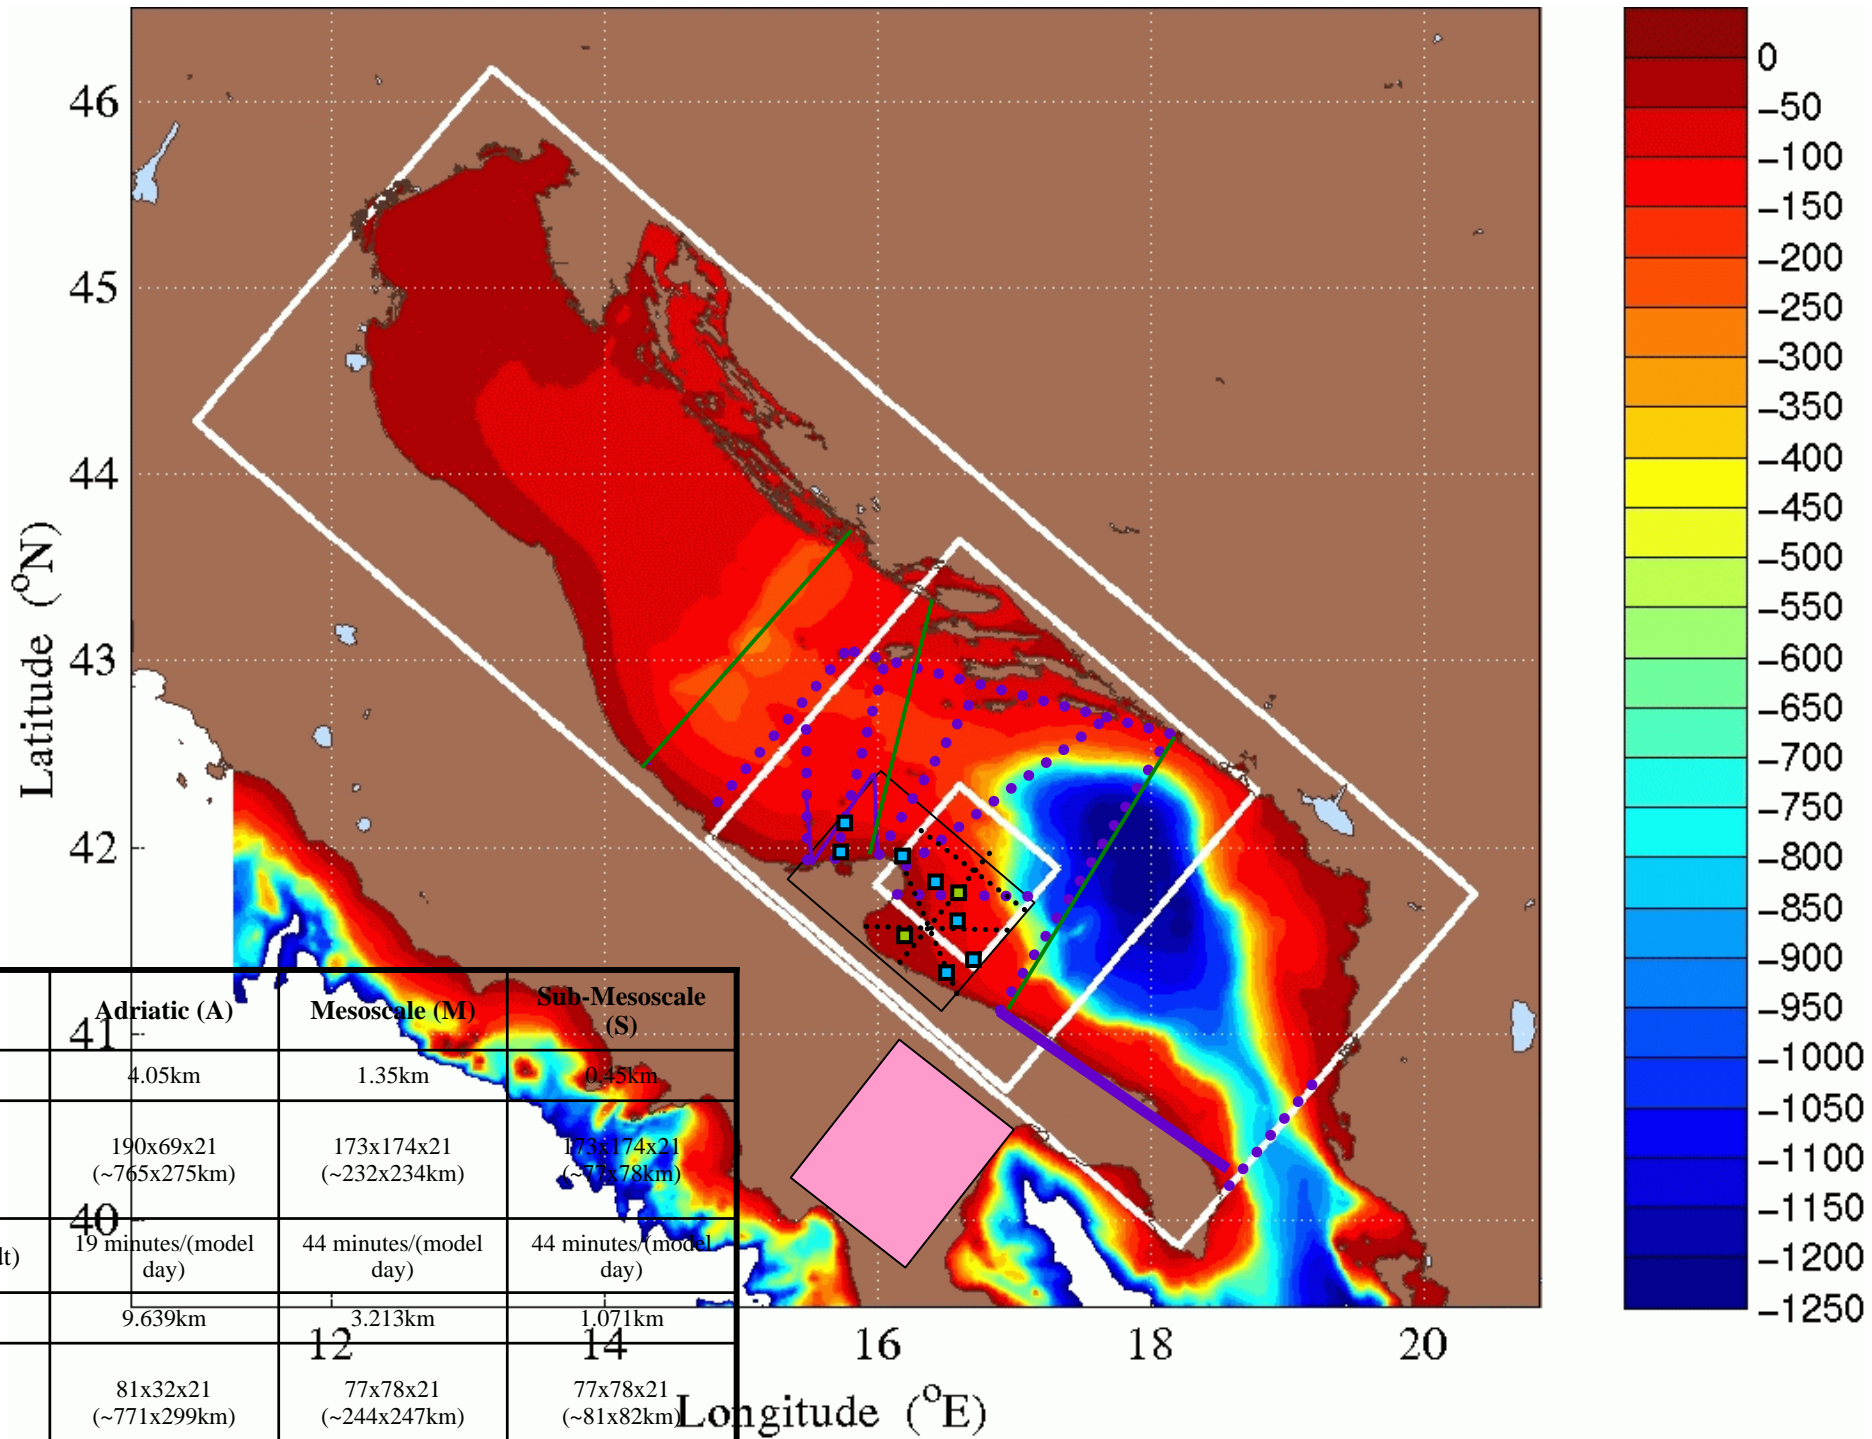 46
45
44
43
42
41
40
Latitude (°N)
12
14
16
18
20
Longitude (°E)
0
−50
−100
−150
−200
−250
−300
−350
−400
−450
−500
−550
−600
−650
−700
−750
−800
−850
−900
−950
−1000
−1050
−1100
−1150
−1200
−1250
Adriatic (A)
Mesoscale (M)
Sub-Mesoscale
(S)
4.05km
1.35km
0.45km
190x69x21
(~765x275km)
173x174x21
(~232x234km)
173x174x21
(~77x78km)
lt)
19 minutes/(model
day)
44 minutes/(model
day)
44 minutes/(model
day)
9.639km
3.213km
1.071km
81x32x21
(~771x299km)
77x78x21
(~244x247km)
77x78x21
(~81x82km)